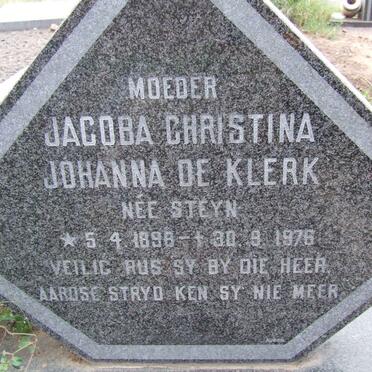 MOEDER
JACOBA CHRISTINA
JOHANNA DE KLERK
NEE STEYN
★ 5.4.1898 - † 30.9.1976
VEILIG RUS SY BY DIE HEER,
AARDSE STRYD KEN SY NIE MEER